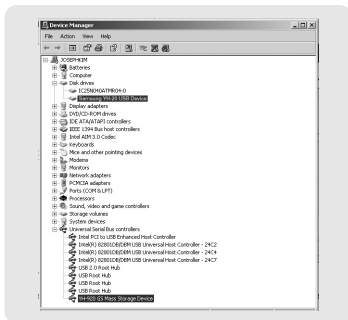 Device Manager
File Action View Help
JOSEPHKIM
Batteries
Computer
Disk drives
IC25N040ATMR04-0
Samsung YH-20 USB Device
Display adapters
DVD/CD-ROM drives
IDE ATA/ATAPI controllers
IEEE 1394 Bus host controllers
Intel AIM 3.0 Codec
Keyboards
Mice and other pointing devices
Modems
Monitors
Network adapters
PCMCIA adapters
Ports (COM & LPT)
Processors
Sound, video and game controllers
Storage volumes
System devices
Universal Serial Bus controllers
Intel PCI to USB Enhanced Host Controller
Intel(R) 82801DB/DBM USB Universal Host Controller - 24C2
Intel(R) 82801DB/DBM USB Universal Host Controller - 24C4
Intel(R) 82801DB/DBM USB Universal Host Controller - 24C7
USB 2.0 Root Hub
USB Root Hub
USB Root Hub
USB Root Hub
YH-920 GS Mass Storage Device